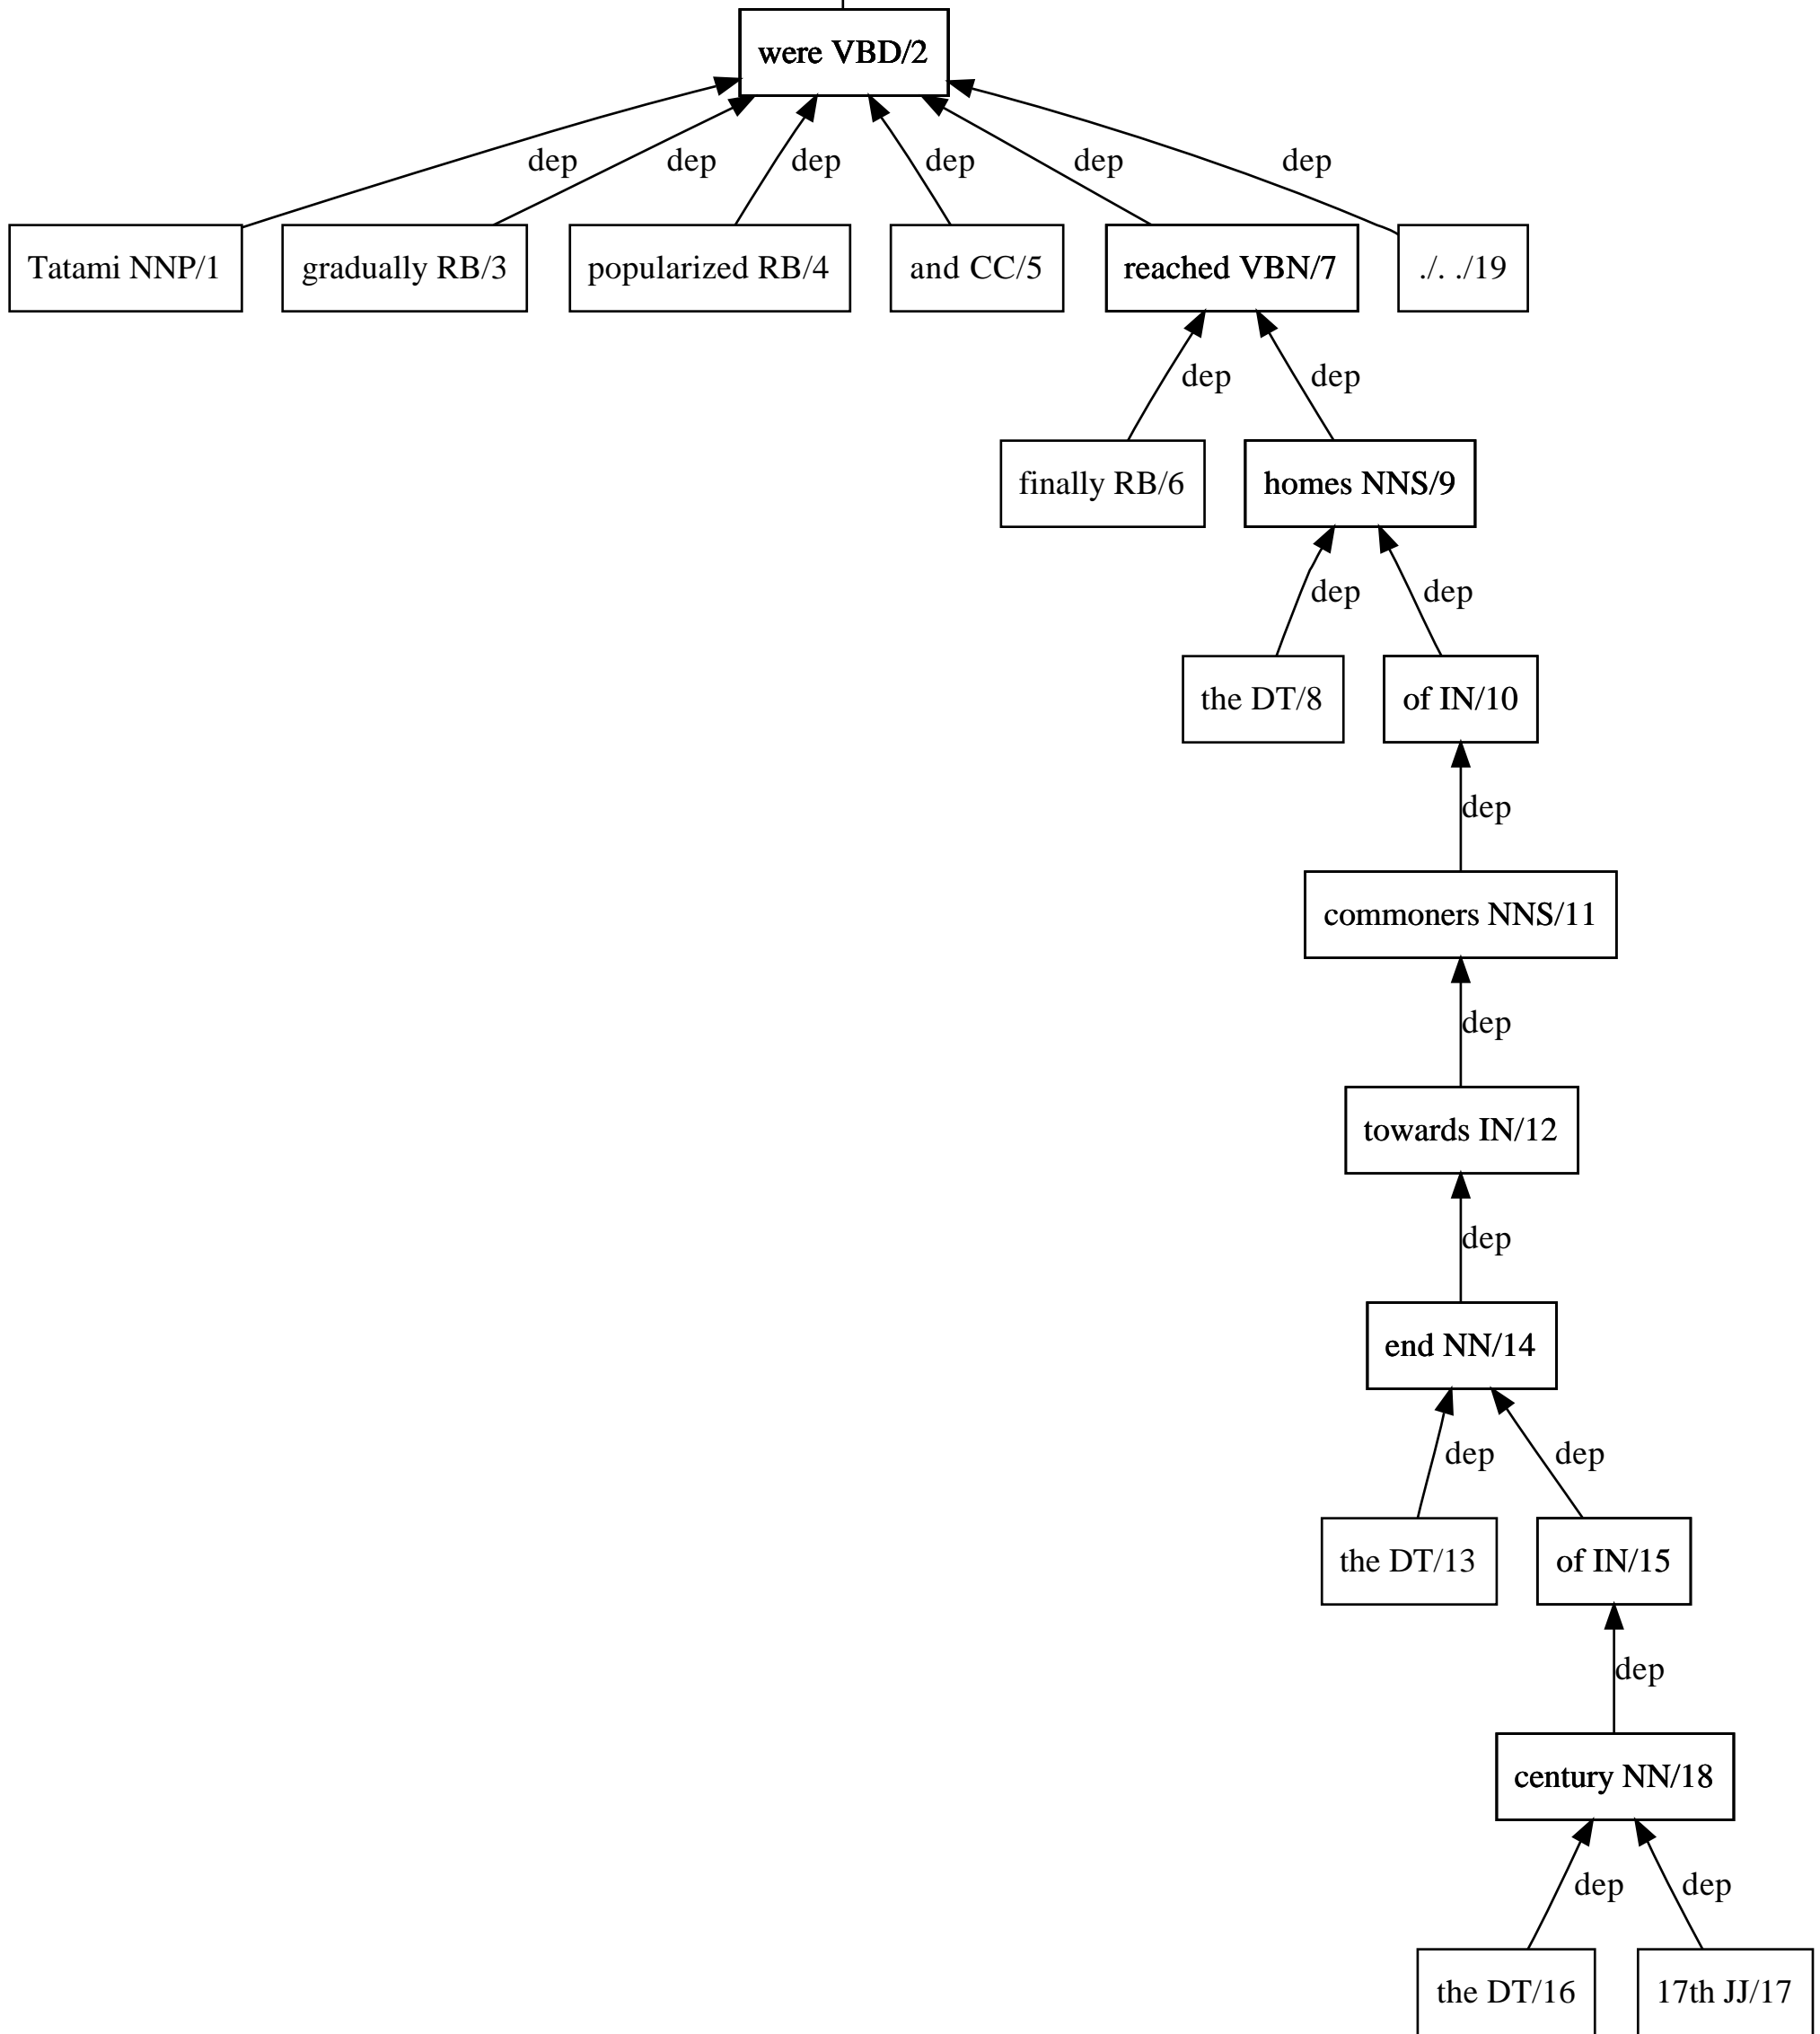 were VBD/2
dep dep dep dep dep dep
Tatami NNP/1 gradually RB/3 popularized RB/4 and CC/5 reached VBN/7 ./. ./19
dep dep
finally RB/6 homes NNS/9
dep dep
the DT/8 of IN/10
dep
commoners NNS/11
dep
towards IN/12
dep
end NN/14
dep dep
the DT/13 of IN/15
dep
century NN/18
dep dep
the DT/16 17th JJ/17